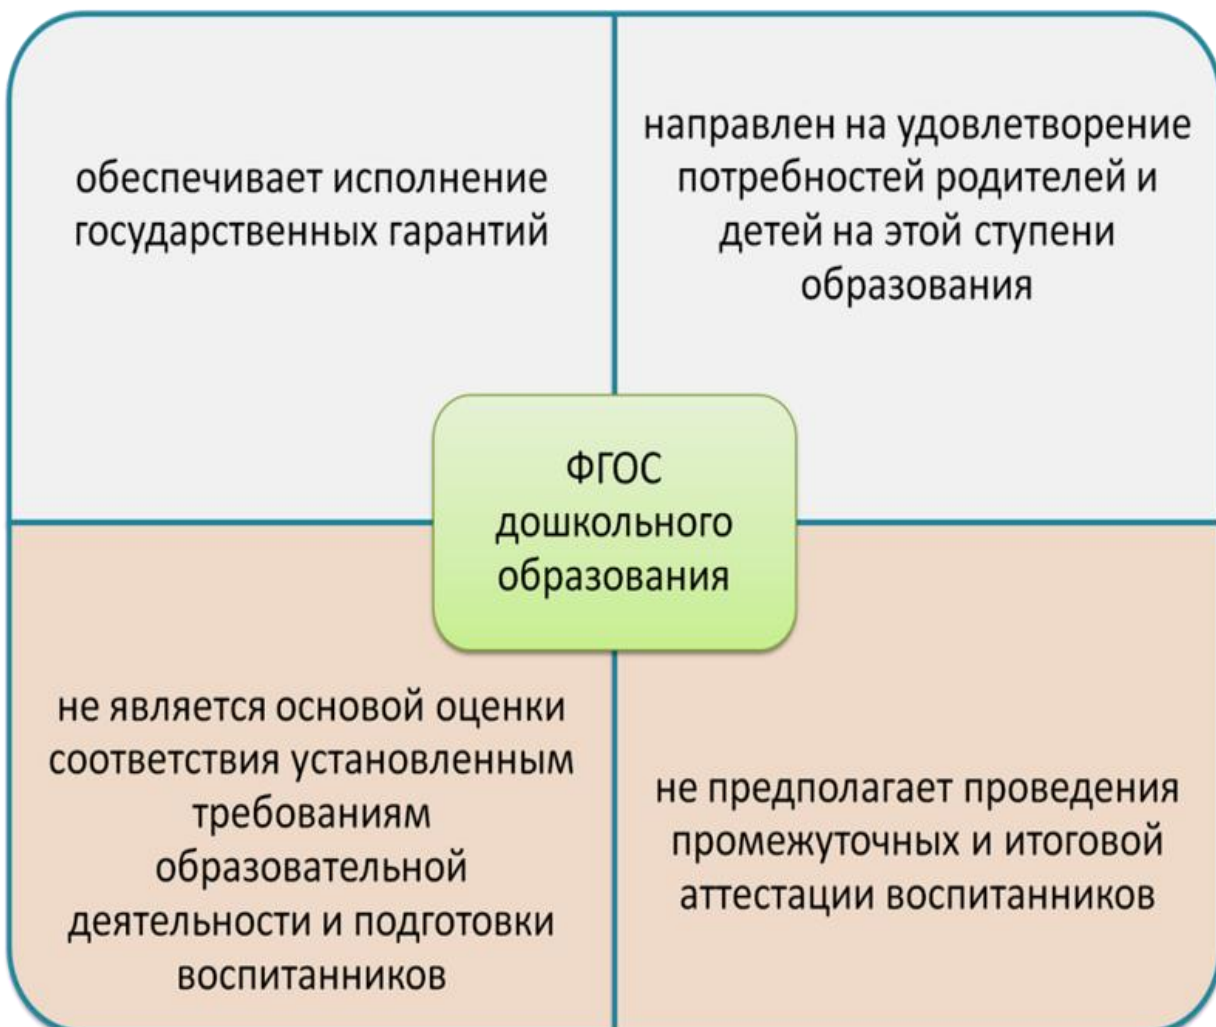 обеспечивает исполнение
государственных гарантий
направлен на удовлетворение
потребностей родителей и
детей на этой ступени
образования
ФГОС
дошкольного
образования
не является основой оценки
соответствия установленным
требованиям
образовательной
деятельности и подготовки
воспитанников
не предполагает проведения
промежуточных и итоговой
аттестации воспитанников